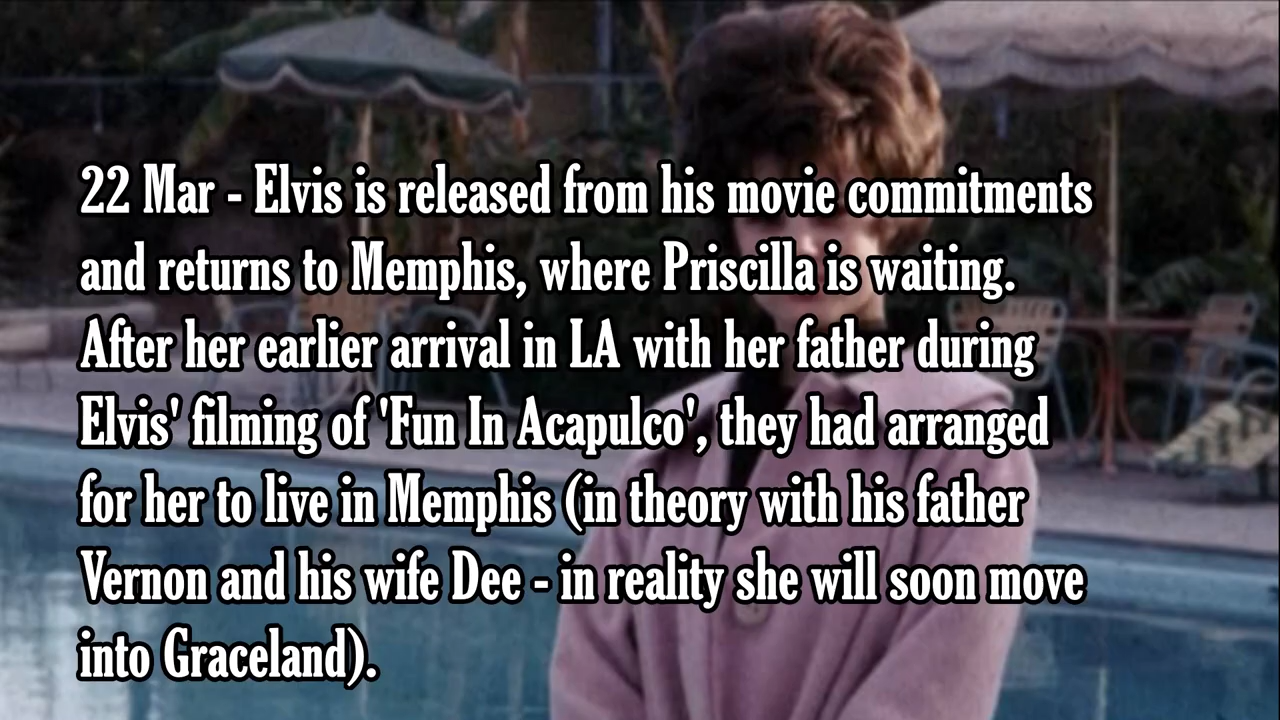 22 Mar - Elvis is released from his movie commitments
and returns to Memphis, where Priscilla is waiting.
After her earlier arrival in LA with her father during
Elvis' filming of 'Fun In Acapulco', they had arranged
for her to live in Memphis (in theory with his father
Vernon and his wife Dee - in reality she will soon move
into Graceland).